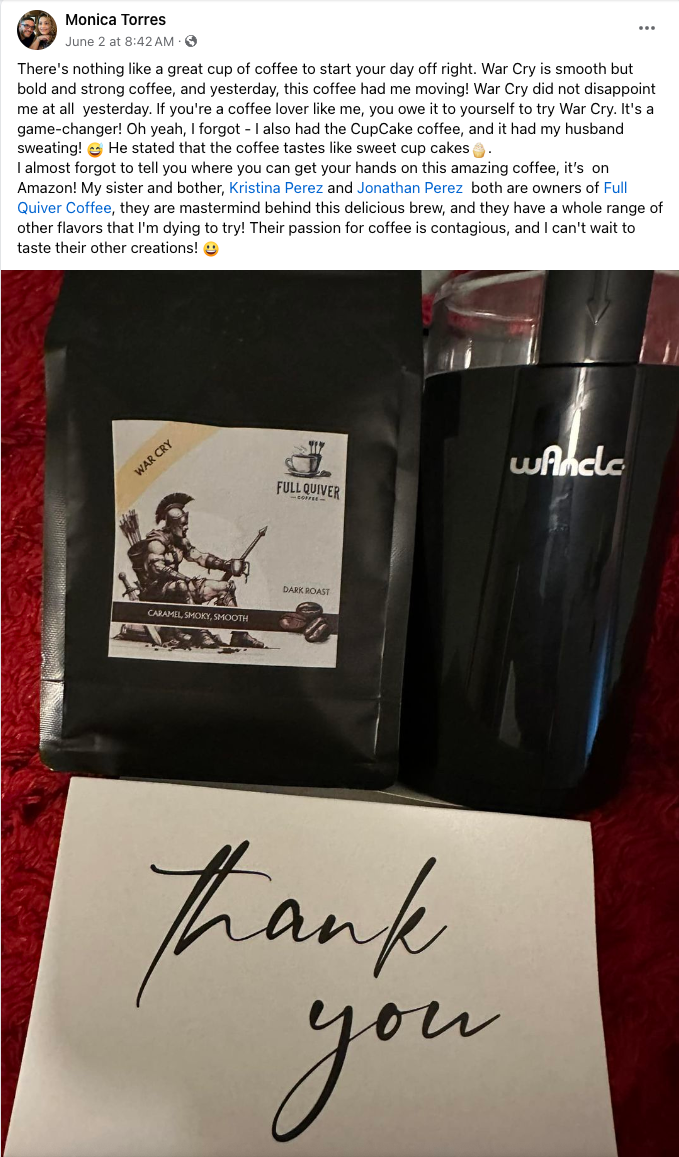 Monica Torres
June 2 at 8:42 AM ·
There's nothing like a great cup of coffee to start your day off right. War Cry is smooth but
bold and strong coffee, and yesterday, this coffee had me moving! War Cry did not disappoint
me at all  yesterday. If you're a coffee lover like me, you owe it to yourself to try War Cry. It's a
game-changer! Oh yeah, I forgot - I also had the CupCake coffee, and it had my husband
sweating! 😅 He stated that the coffee tastes like sweet cup cakes🧁.
I almost forgot to tell you where you can get your hands on this amazing coffee, it’s  on
Amazon! My sister and bother, Kristina Perez and Jonathan Perez  both are owners of Full
Quiver Coffee, they are mastermind behind this delicious brew, and they have a whole range of
other flavors that I'm dying to try! Their passion for coffee is contagious, and I can't wait to
taste their other creations! 😃
WAR CRY
FULL QUIVER
COFFEE
DARK ROAST
CARAMEL, SMOKY, SMOOTH
wancle
thank
you